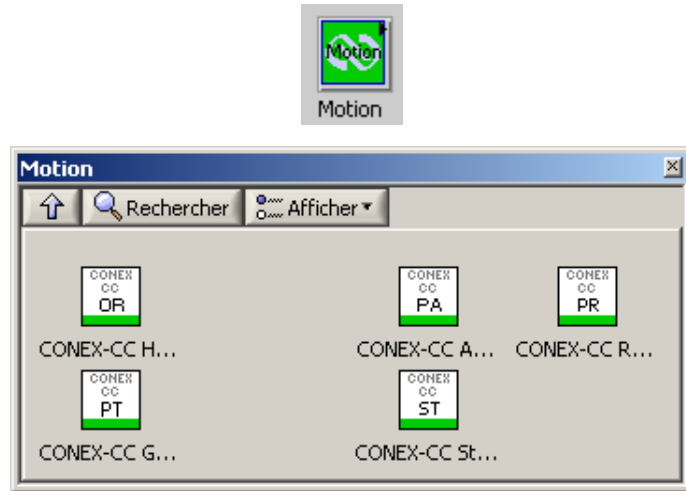 Motion
Motion
Motion
Rechercher Afficher
CONEX CC OR
CONEX CC PA
CONEX CC PR
CONEX-CC H... CONEX-CC A... CONEX-CC R...
CONEX CC PT
CONEX CC ST
CONEX-CC G... CONEX-CC St...